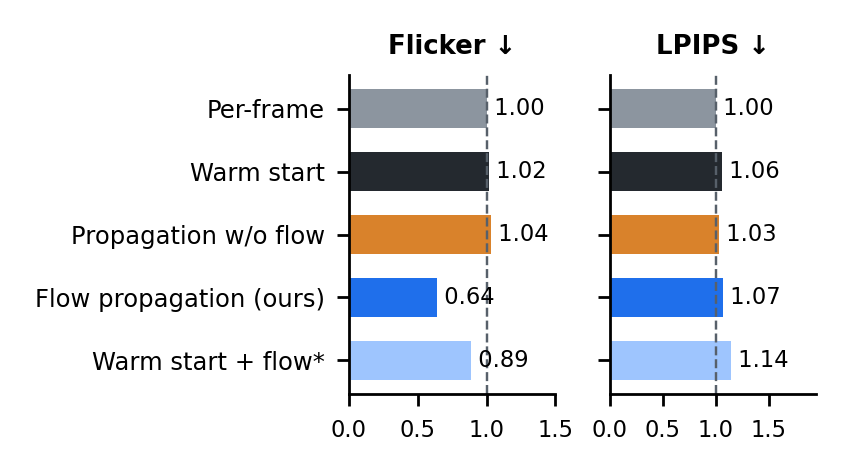 Flicker ↓ LPIPS ↓
Per-frame 1.00 1.00
Warm start 1.02 1.06
Propagation w/o flow 1.04 1.03
Flow propagation (ours) 0.64 1.07
Warm start + flow* 0.89 1.14
0.0 0.5 1.0 1.5 0.0 0.5 1.0 1.5